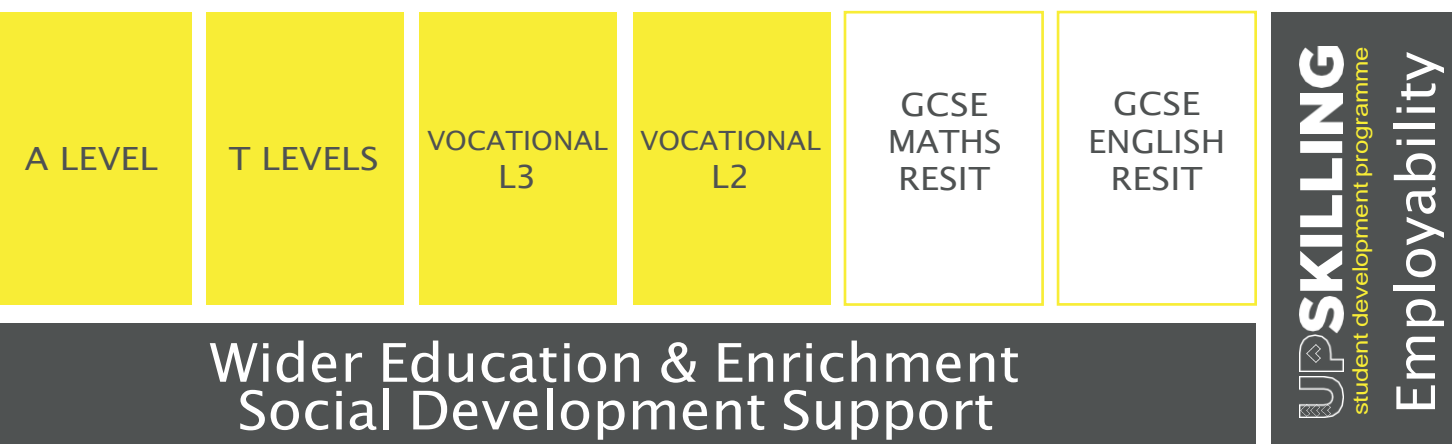 A LEVEL
T LEVELS
VOCATIONAL
L3
VOCATIONAL
L2
GCSE
MATHS
RESIT
GCSE
ENGLISH
RESIT
Wider Education & Enrichment
Social Development Support
UPSKILLING
student development programme
Employability